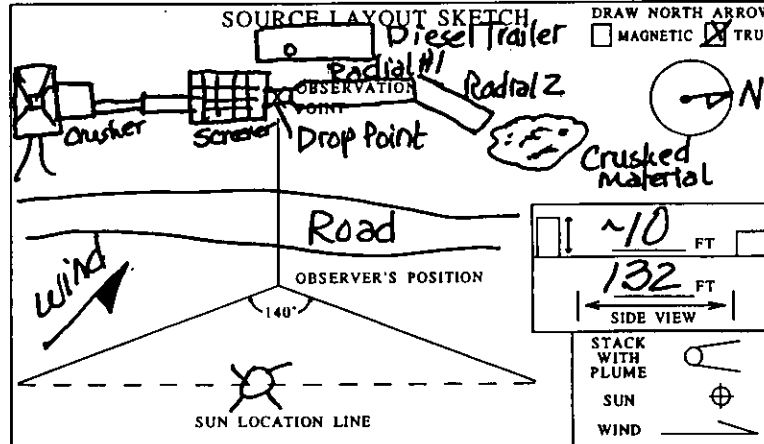 SOURCE LAYOUT SKETCH
DRAW NORTH ARROW
MAGNETIC
TRU
Diesel Trailer
Radial #1
Radial 2
OBSERVATION
POINT
N
Crusher
Screener
Drop Point
Crusked
Material
Road
Wind
~10 FT
OBSERVER'S POSITION
132 FT
140°
SIDE VIEW
STACK
WITH
PLUME
SUN
SUN LOCATION LINE
WIND